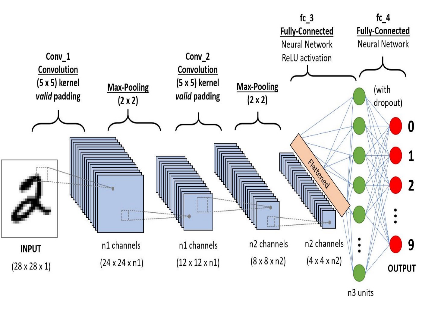 fc_3
Fully-Connected
Neural Network
ReLU activation
fc_4
Fully-Connected
Neural Network
Conv_1
Convolution
(5 x 5) kernel
valid padding
Max-Pooling
(2 x 2)
Conv_2
Convolution
(5 x 5) kernel
valid padding
Max-Pooling
(2 x 2)
(with
dropout)
Flattened
0
1
2
9
INPUT
(28 x 28 x 1)
n1 channels
(24 x 24 x n1)
n1 channels
(12 x 12 x n1)
n2 channels
(8 x 8 x n2)
n2 channels
(4 x 4 x n2)
OUTPUT
n3 units